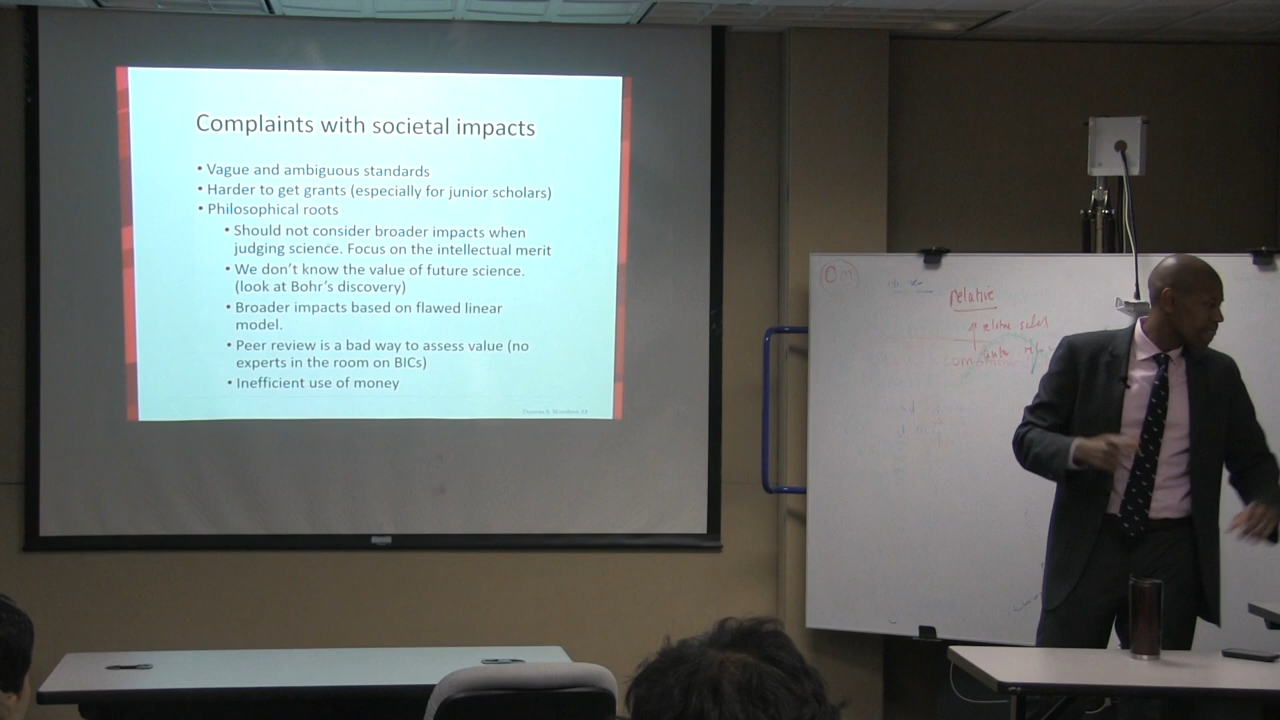 Complaints with societal impacts
• Vague and ambiguous standards
• Harder to get grants (especially for junior scholars)
• Philosophical roots
• Should not consider broader impacts when
judging science. Focus on the intellectual merit
• We don't know the value of future science.
(look at Bohr's discovery)
• Broader impacts based on flawed linear
model.
• Peer review is a bad way to assess value (no
experts in the room on BICs)
• Inefficient use of money
relative